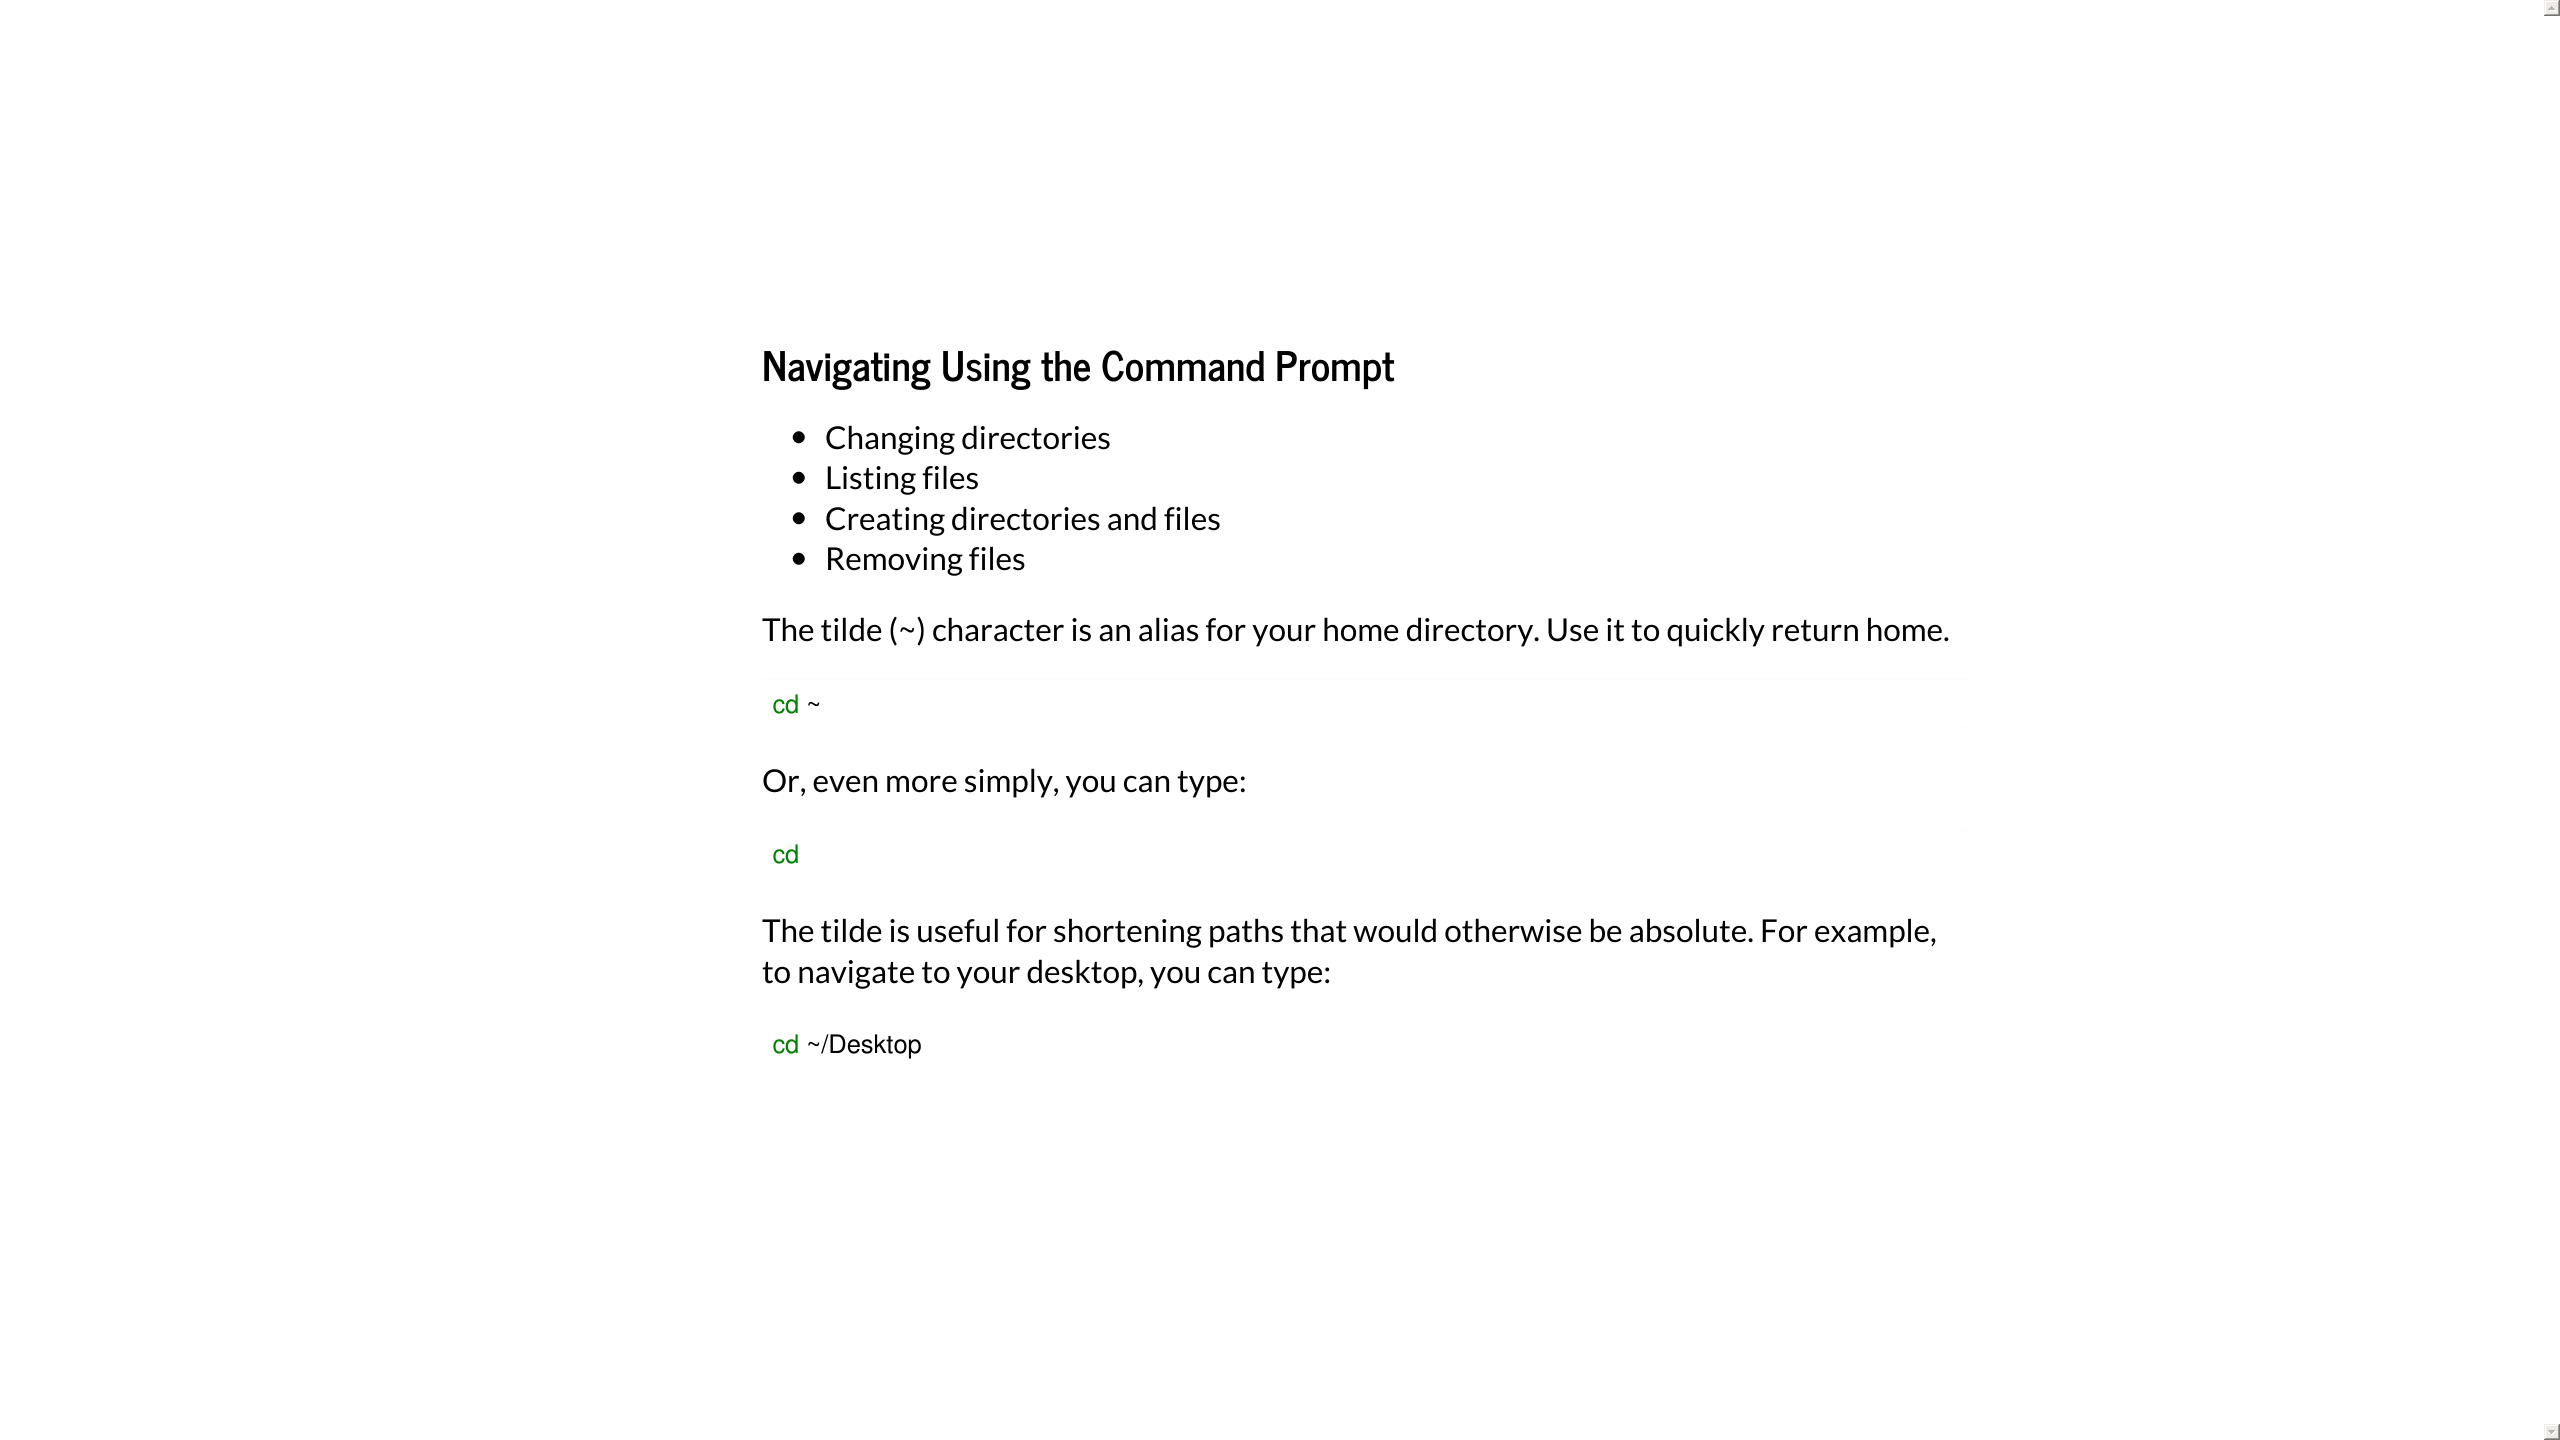 Navigating Using the Command Prompt
• Changing directories
• Listing files
• Creating directories and files
• Removing files
The tilde (~) character is an alias for your home directory. Use it to quickly return home.
cd ~
Or, even more simply, you can type:
cd
The tilde is useful for shortening paths that would otherwise be absolute. For example,
to navigate to your desktop, you can type:
cd ~/Desktop